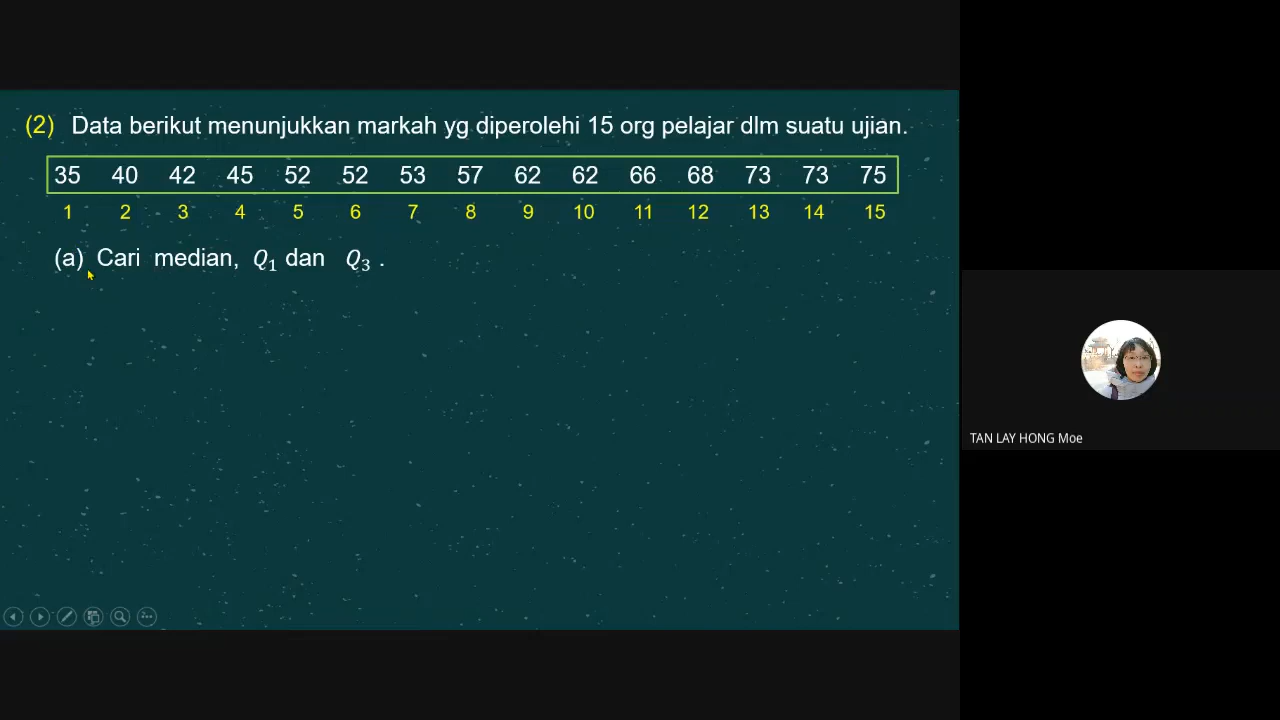 (2) Data berikut menunjukkan markah yg diperolehi 15 org pelajar dlm suatu ujian.
35 40 42 45 52 52 53 57 62 62 66 68 73 73 75
1 2 3 4 5 6 7 8 9 10 11 12 13 14 15
(a) Cari median, Q₁ dan Q₃ .
TAN LAY HONG Moe